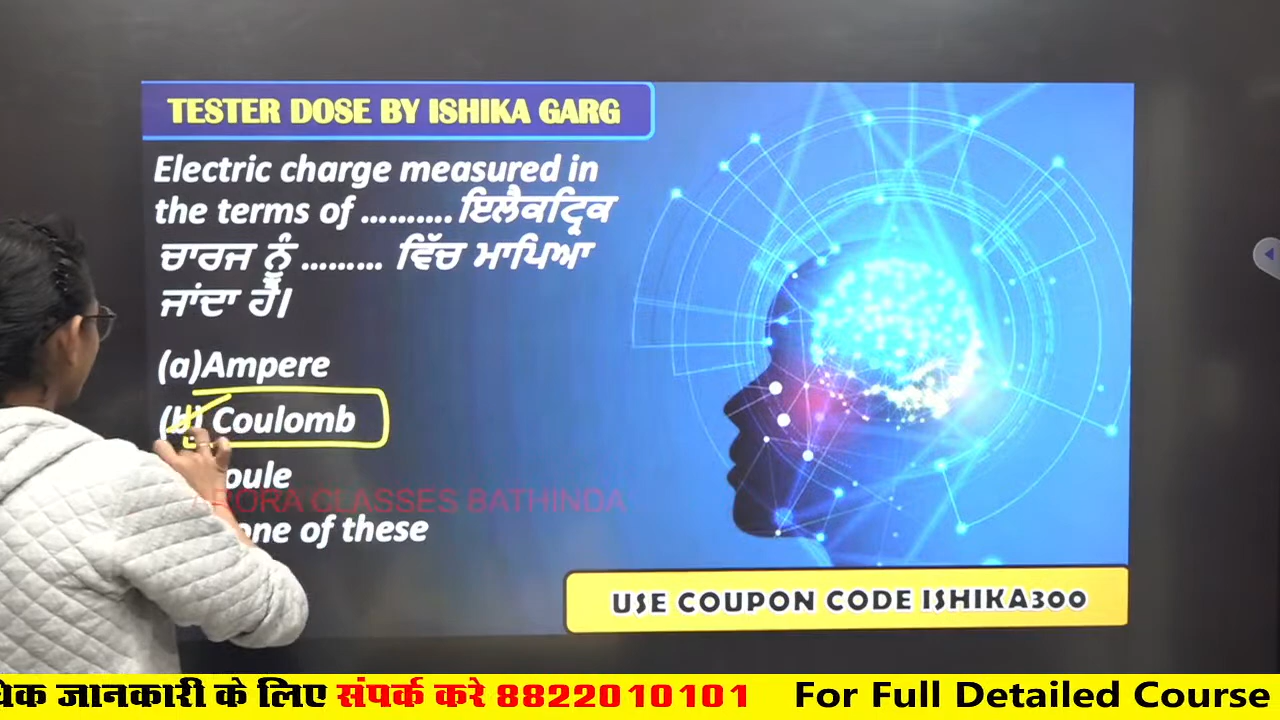 TESTER DOSE BY ISHIKA GARG
Electric charge measured in
the terms of .......... ਇਲੈਕਟ੍ਰਿਕ
ਚਾਰਜ ਨੂੰ ......... ਵਿੱਚ ਮਾਪਿਆ
ਜਾਂਦਾ ਹੈ।
(a)Ampere
(b) Coulomb
oule
one of these
ARORA CLASSES BATHINDA
USE COUPON CODE ISHIKA300
जानकारी के लिए संपर्क करे 8822010101 For Full Detailed Course